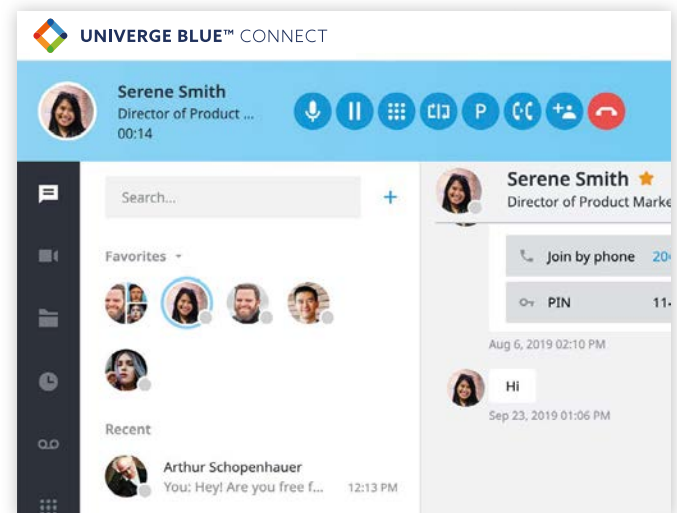 UNIVERGE BLUE™ CONNECT
Serene Smith
Director of Product ...
00:14
P
Search...
+
Favorites
Recent
Arthur Schopenhauer
You: Hey! Are you free f...
12:13 PM
Serene Smith
Director of Product Marke
Join by phone 20
PIN 11
Aug 6, 2019 02:10 PM
Hi
Sep 23, 2019 01:06 PM